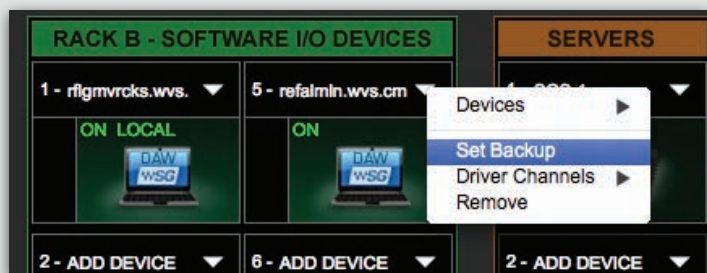 RACK B - SOFTWARE I/O DEVICES
SERVERS
1 - rflgmvrcks.wvs.
5 - refalmln.wvs.cm
ON LOCAL
DAW
WSG
ON
DAW
WSG
Devices
Set Backup
Driver Channels
Remove
2 - ADD DEVICE
6 - ADD DEVICE
2 - ADD DEVICE